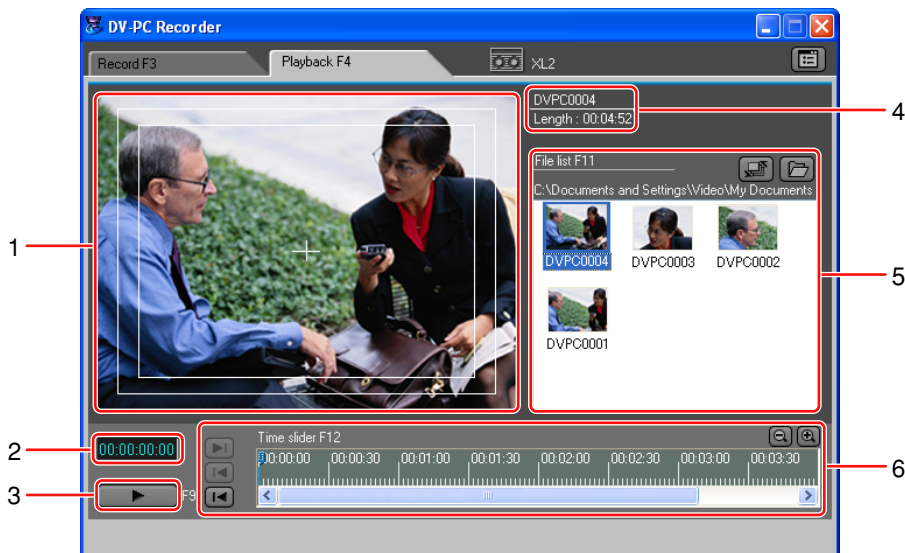 DV-PC Recorder
Record F3
Playback F4
XL2
DVPC0004
Length : 00:04:52
4
File list F11
C:\Documents and Settings\Video\My Documents
1
DVPC0004 DVPC0003 DVPC0002
5
DVPC0001
Time slider F12
2
00:00:00:00
00:00:00 00:00:30 00:01:00 00:01:30 00:02:00 00:02:30 00:03:00 00:03:30
6
3
F9